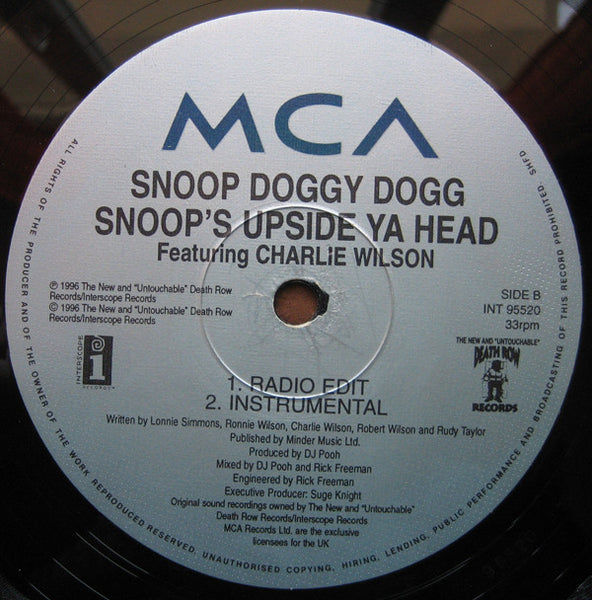 MCA
SNOOP DOGGY DOGG
SNOOP'S UPSIDE YA HEAD
Featuring CHARLiE WILSON
℗ 1996 The New and "Untouchable" Death Row
Records/Interscope Records
© 1996 The New and "Untouchable" Death Row
Records/Interscope Records
SIDE B
INT 95520
33rpm
INTERSCOPE
i
RECORDS
THE NEW AND "UNTOUCHABLE"
DEATH ROW
RECORDS
1. RADIO EDIT
2. INSTRUMENTAL
Written by Lonnie Simmons, Ronnie Wilson, Charlie Wilson, Robert Wilson and Rudy Taylor
Published by Minder Music Ltd.
Produced by DJ Pooh
Mixed by DJ Pooh and Rick Freeman
Engineered by Rick Freeman
Executive Producer: Suge Knight
Original sound recordings owned by The New and "Untouchable"
Death Row Records/Interscope Records
MCA Records Ltd. are the exclusive
licensees for the UK
ALL RIGHTS OF THE PRODUCER AND OF THE OWNER OF THE WORK REPRODUCED RESERVED. UNAUTHORISED COPYING, HIRING, LENDING, PUBLIC PERFORMANCE AND BROADCASTING OF THIS RECORD PROHIBITED. SHFD